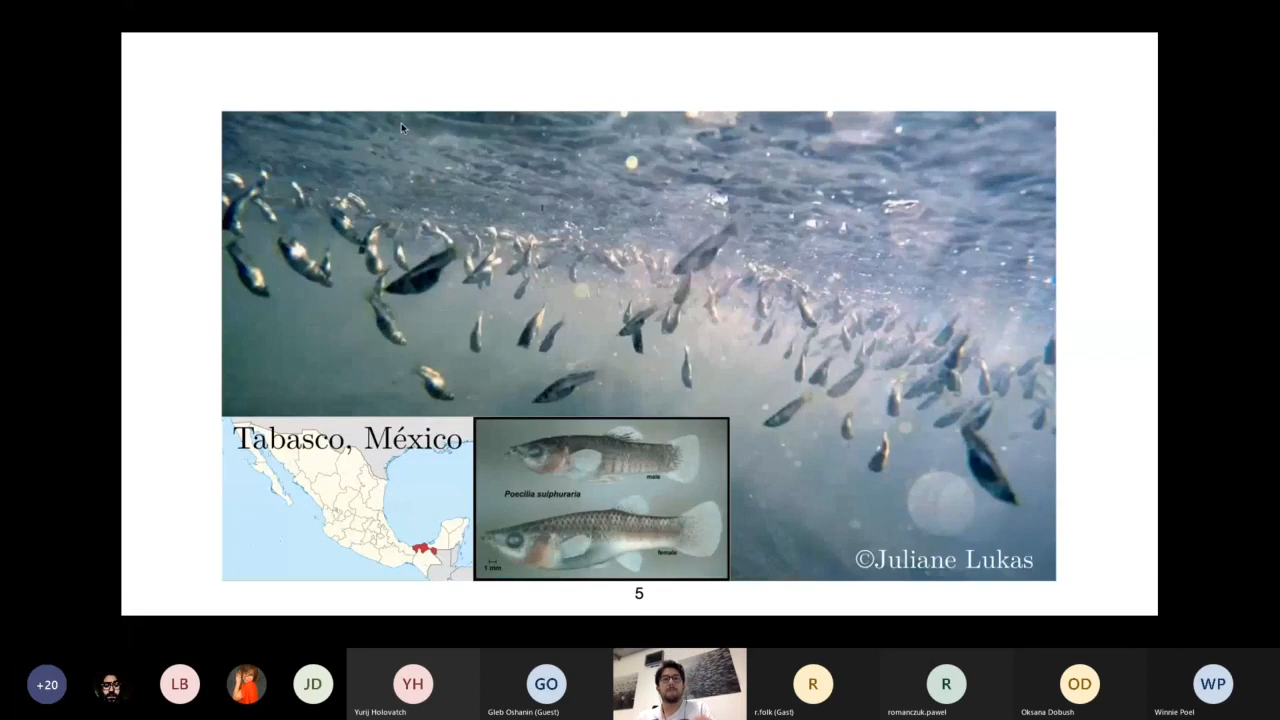 Tabasco, México
male
Poecilia sulphuraria
female
1 mm
©Juliane Lukas
5
+20
LB
JD
YH
GO
R
R
OD
WP
Yurij Holovatch
Gleb Oshanin (Guest)
r.folk (Gast)
romanczuk.pawel
Oksana Dobush
Winnie Poel